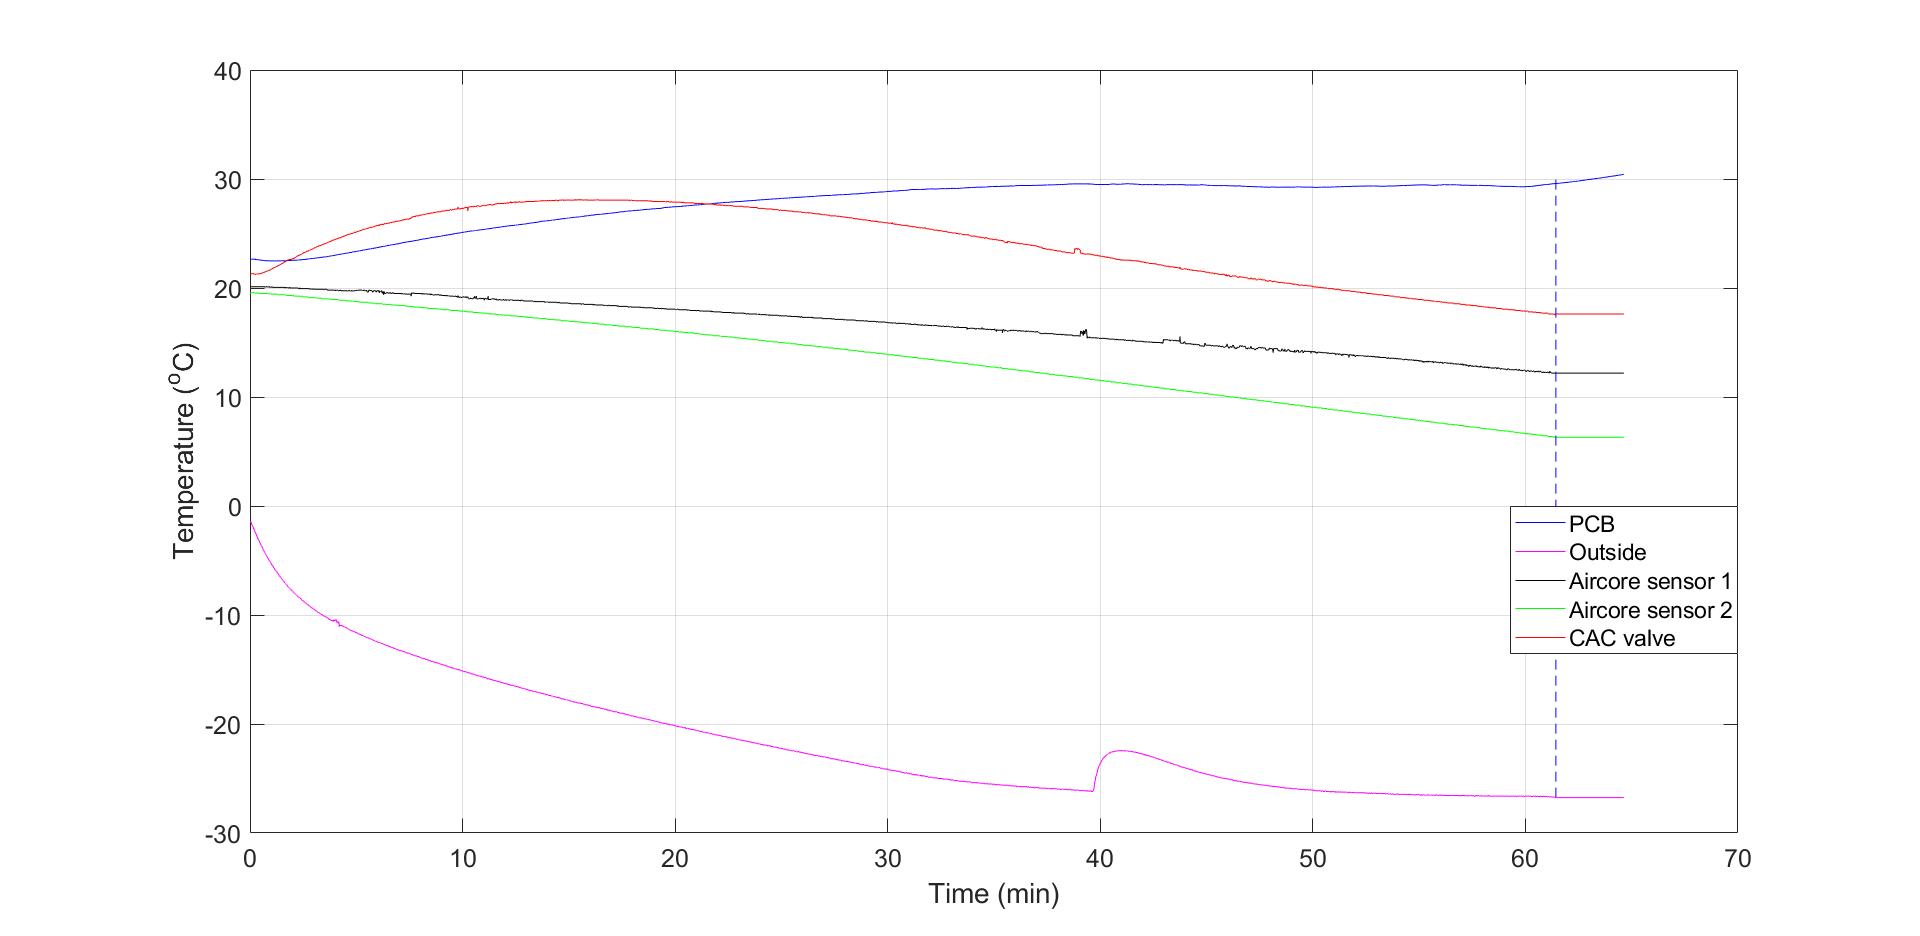 40
30
20
10
0
-10
-20
-30
Temperature (°C)
0 10 20 30 40 50 60 70
Time (min)
PCB
Outside
Aircore sensor 1
Aircore sensor 2
CAC valve